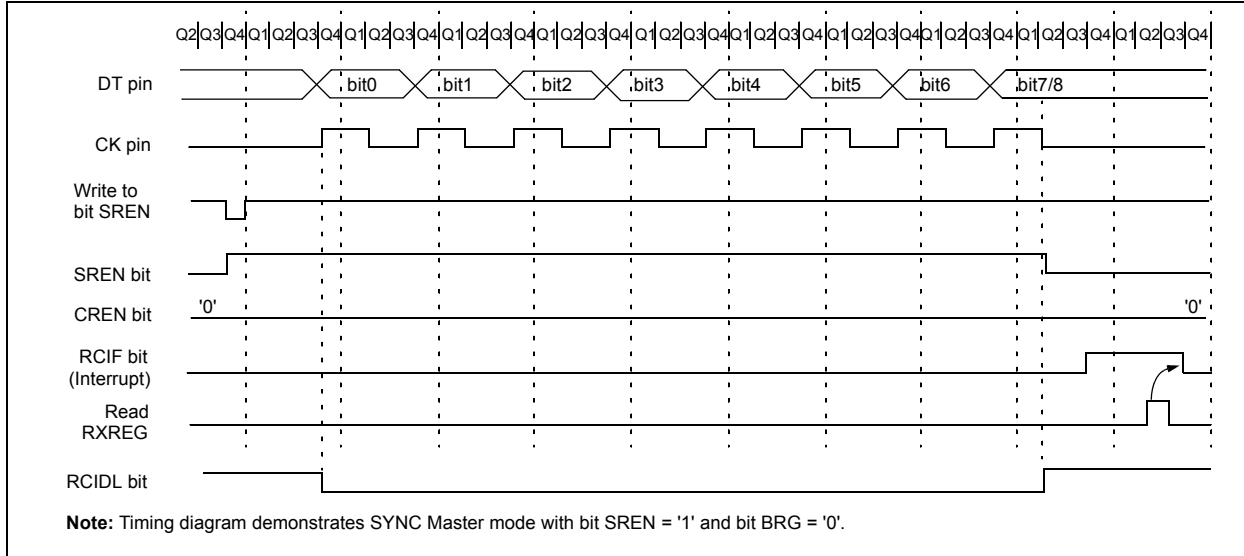 Q2|Q3|Q4|Q1|Q2|Q3|Q4|Q1|Q2|Q3|Q4|Q1|Q2|Q3|Q4|Q1|Q2|Q3|Q4|Q1|Q2|Q3|Q4|Q1|Q2|Q3|Q4|Q1|Q2|Q3|Q4|Q1|Q2|Q3|Q4|Q1|Q2|Q3|Q4|Q1|Q2|Q3|Q4|
DT pin bit0 bit1 bit2 bit3 bit4 bit5 bit6 bit7/8
CK pin
Write to
bit SREN
SREN bit
CREN bit '0' '0'
RCIF bit
(Interrupt)
Read
RXREG
RCIDL bit
Note: Timing diagram demonstrates SYNC Master mode with bit SREN = '1' and bit BRG = '0'.